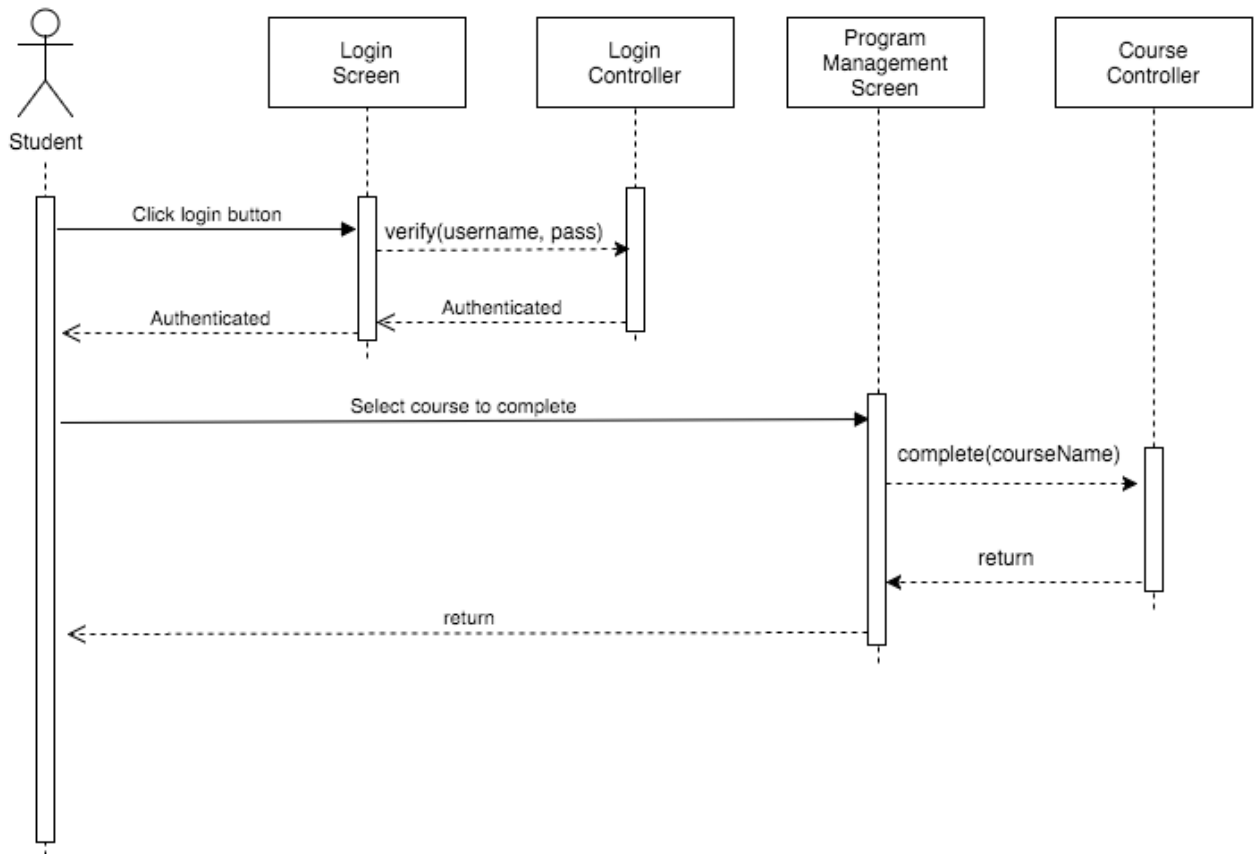 Login
Screen
Login
Controller
Program
Management
Screen
Course
Controller
Student
Click login button
verify(username, pass)
Authenticated
Authenticated
Select course to complete
complete(courseName)
return
return